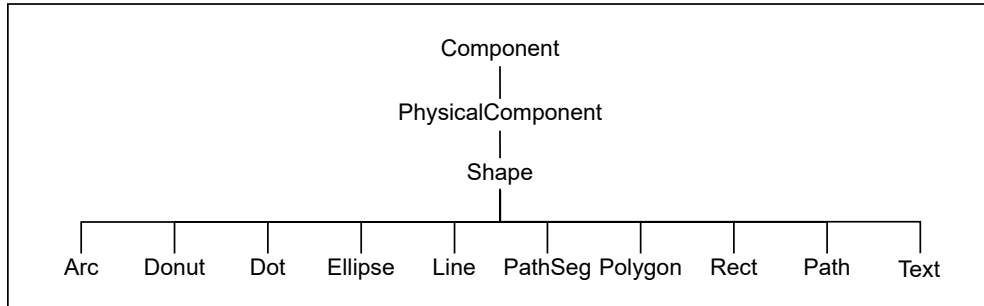 Component
PhysicalComponent
Shape
Arc Donut Dot Ellipse Line PathSeg Polygon Rect Path Text